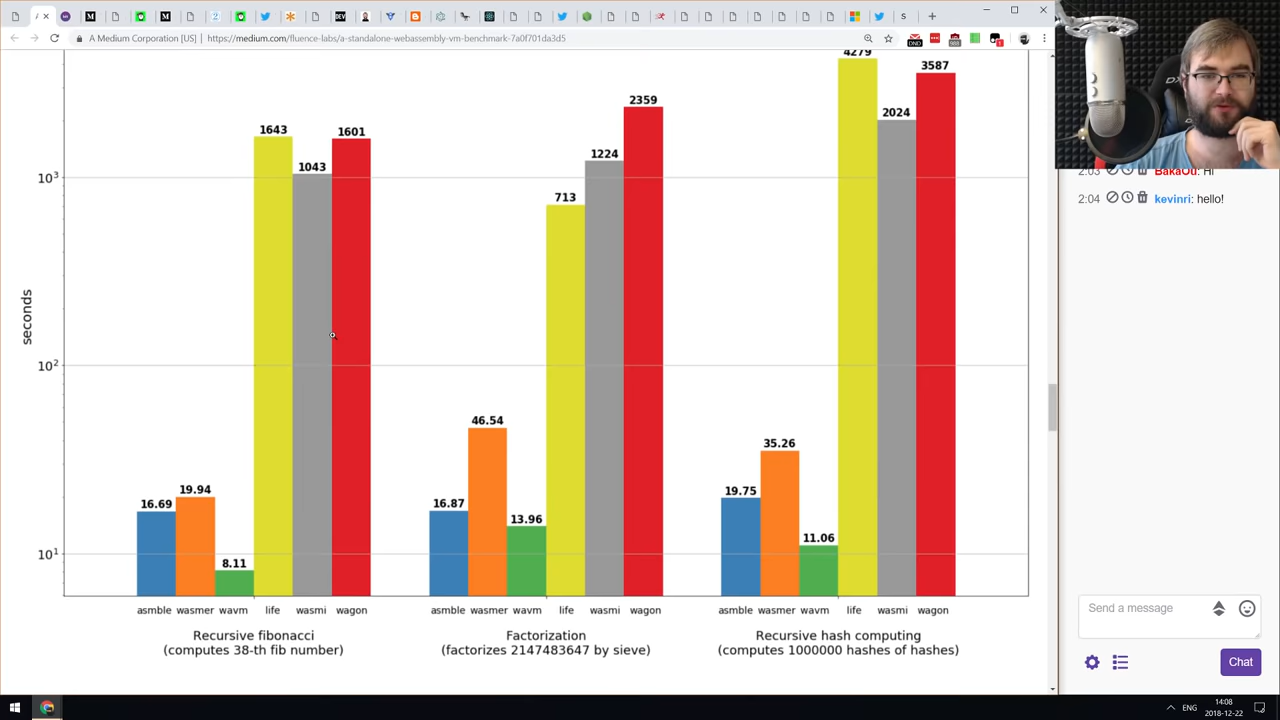 A Medium Corporation [US]
https://medium.com/fluence-labs/a-standalone-webassembly-vm-benchmark-7a0f701da3d5
4279
3587
2359
2024
1643
1601
1224
1043
10³
713
seconds
10²
46.54
35.26
16.69
19.94
16.87
19.75
13.96
11.06
8.11
10¹
asmble wasmer wavm life wasmi wagon
asmble wasmer wavm life wasmi wagon
asmble wasmer wavm life wasmi wagon
Recursive fibonacci
(computes 38-th fib number)
Factorization
(factorizes 2147483647 by sieve)
Recursive hash computing
(computes 1000000 hashes of hashes)
2:03 BakaOu: Hi
2:04 kevinri: hello!
Send a message
Chat
ENG
14:08
2018-12-22